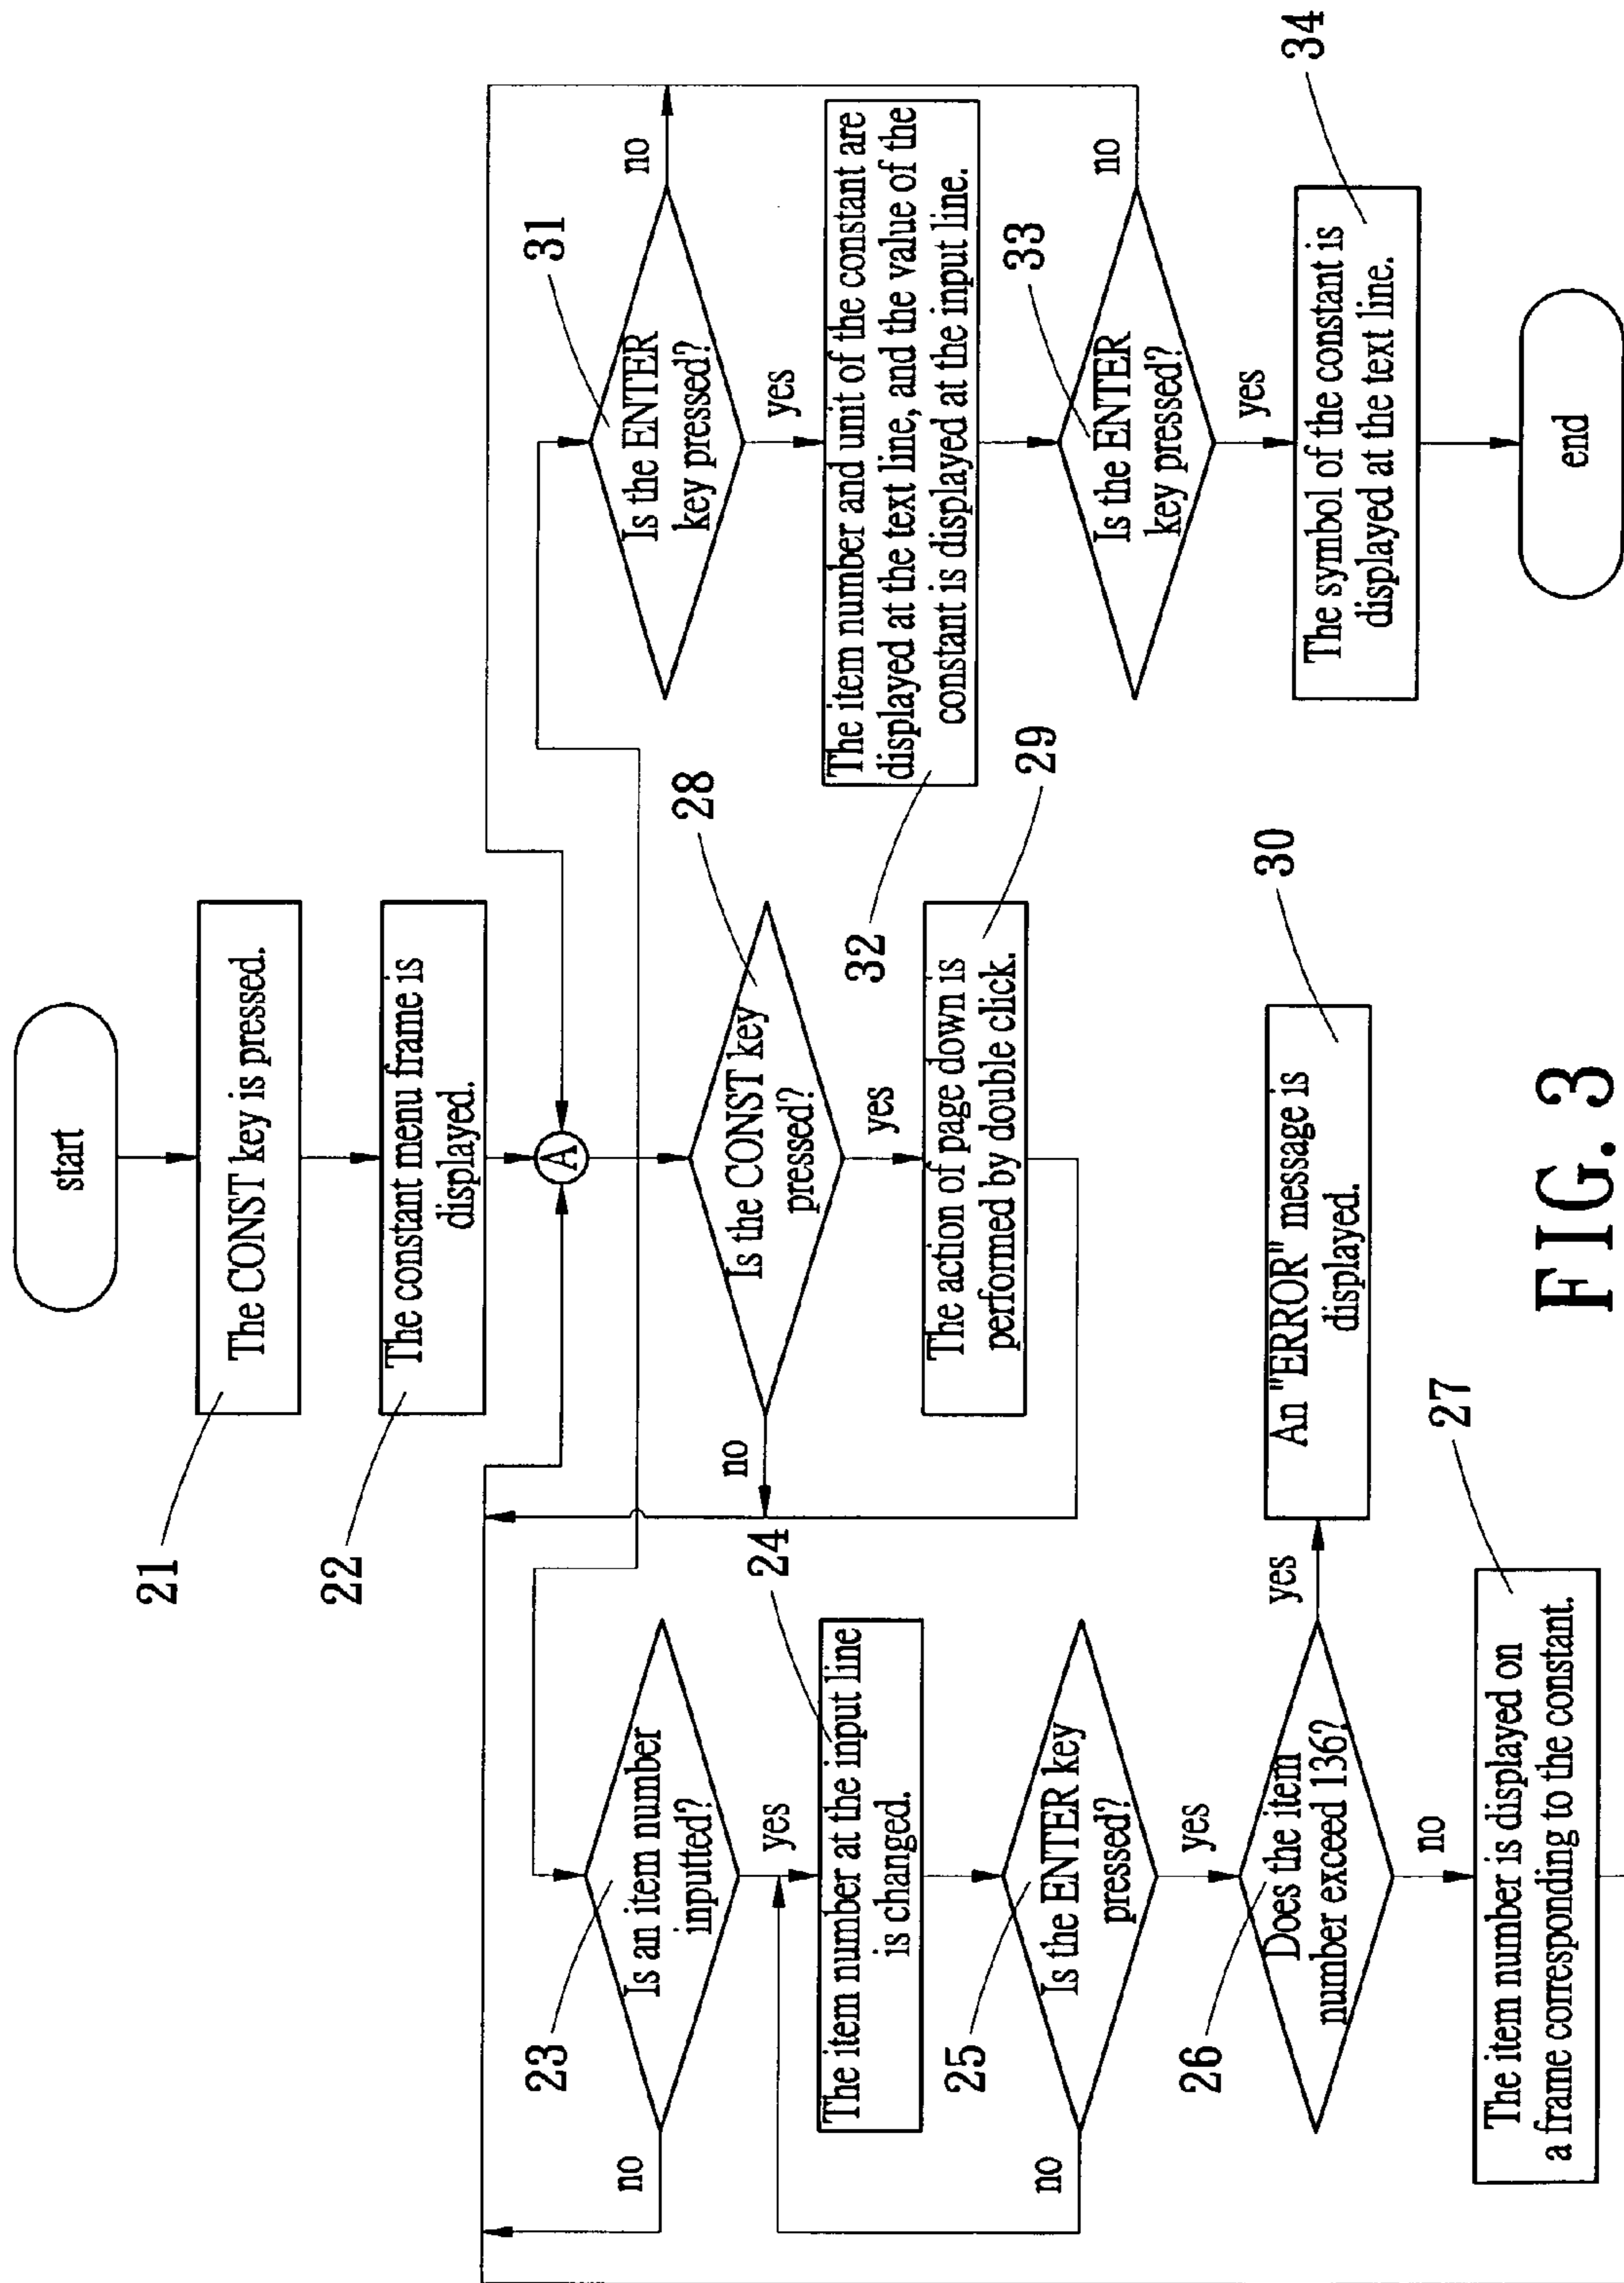 start
21
The CONST key is pressed.
22
The constant menu frame is
displayed.
A
23
Is an item number
inputted?
no
yes
24
The item number at the input line
is changed.
25
Is the ENTER key
pressed?
no
yes
26
Does the item
number exceed 136?
yes
no
27
The item number is displayed on
a frame corresponding to the constant.
28
Is the CONST key
pressed?
no
yes
29
The action of page down is
performed by double click.
30
An "ERROR" message is
displayed.
31
Is the ENTER
key pressed?
no
yes
32
The item number and unit of the constant are
displayed at the text line, and the value of the
constant is displayed at the input line.
33
Is the ENTER
key pressed?
no
yes
34
The symbol of the constant is
displayed at the text line.
end
FIG. 3